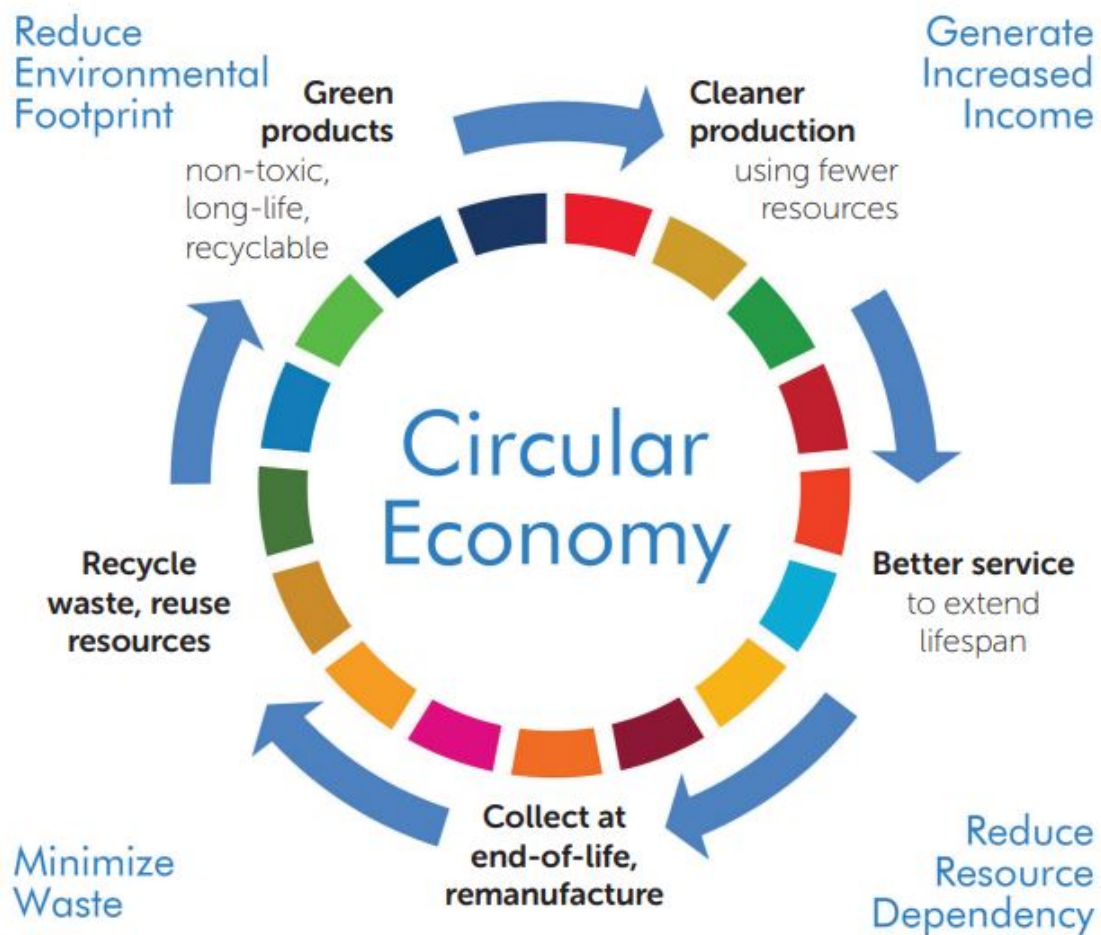 Reduce
Environmental
Footprint
Generate
Increased
Income
Green
products
non-toxic,
long-life,
recyclable
Cleaner
production
using fewer
resources
Circular
Economy
Better service
to extend
lifespan
Recycle
waste, reuse
resources
Collect at
end-of-life,
remanufacture
Minimize
Waste
Reduce
Resource
Dependency